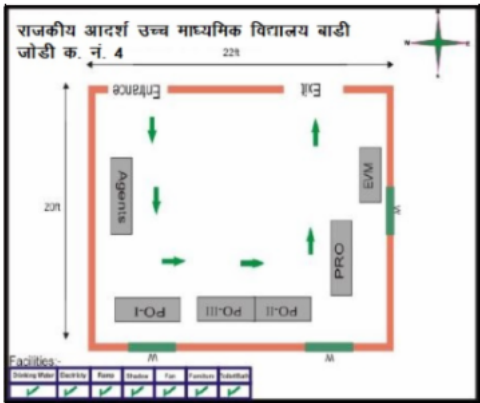 राजकीय आदर्श उच्च माध्यमिक विद्यालय बाडी
जोडी क. नं. 4
22ft
Entrance
Exit
20ft
Agents
EVM
W
PRO
PO-I
PO-III
PO-II
W
W
Facilities:-
Drinking Water Electricity Ramp Shadow Fan Furniture Toilet/Bath